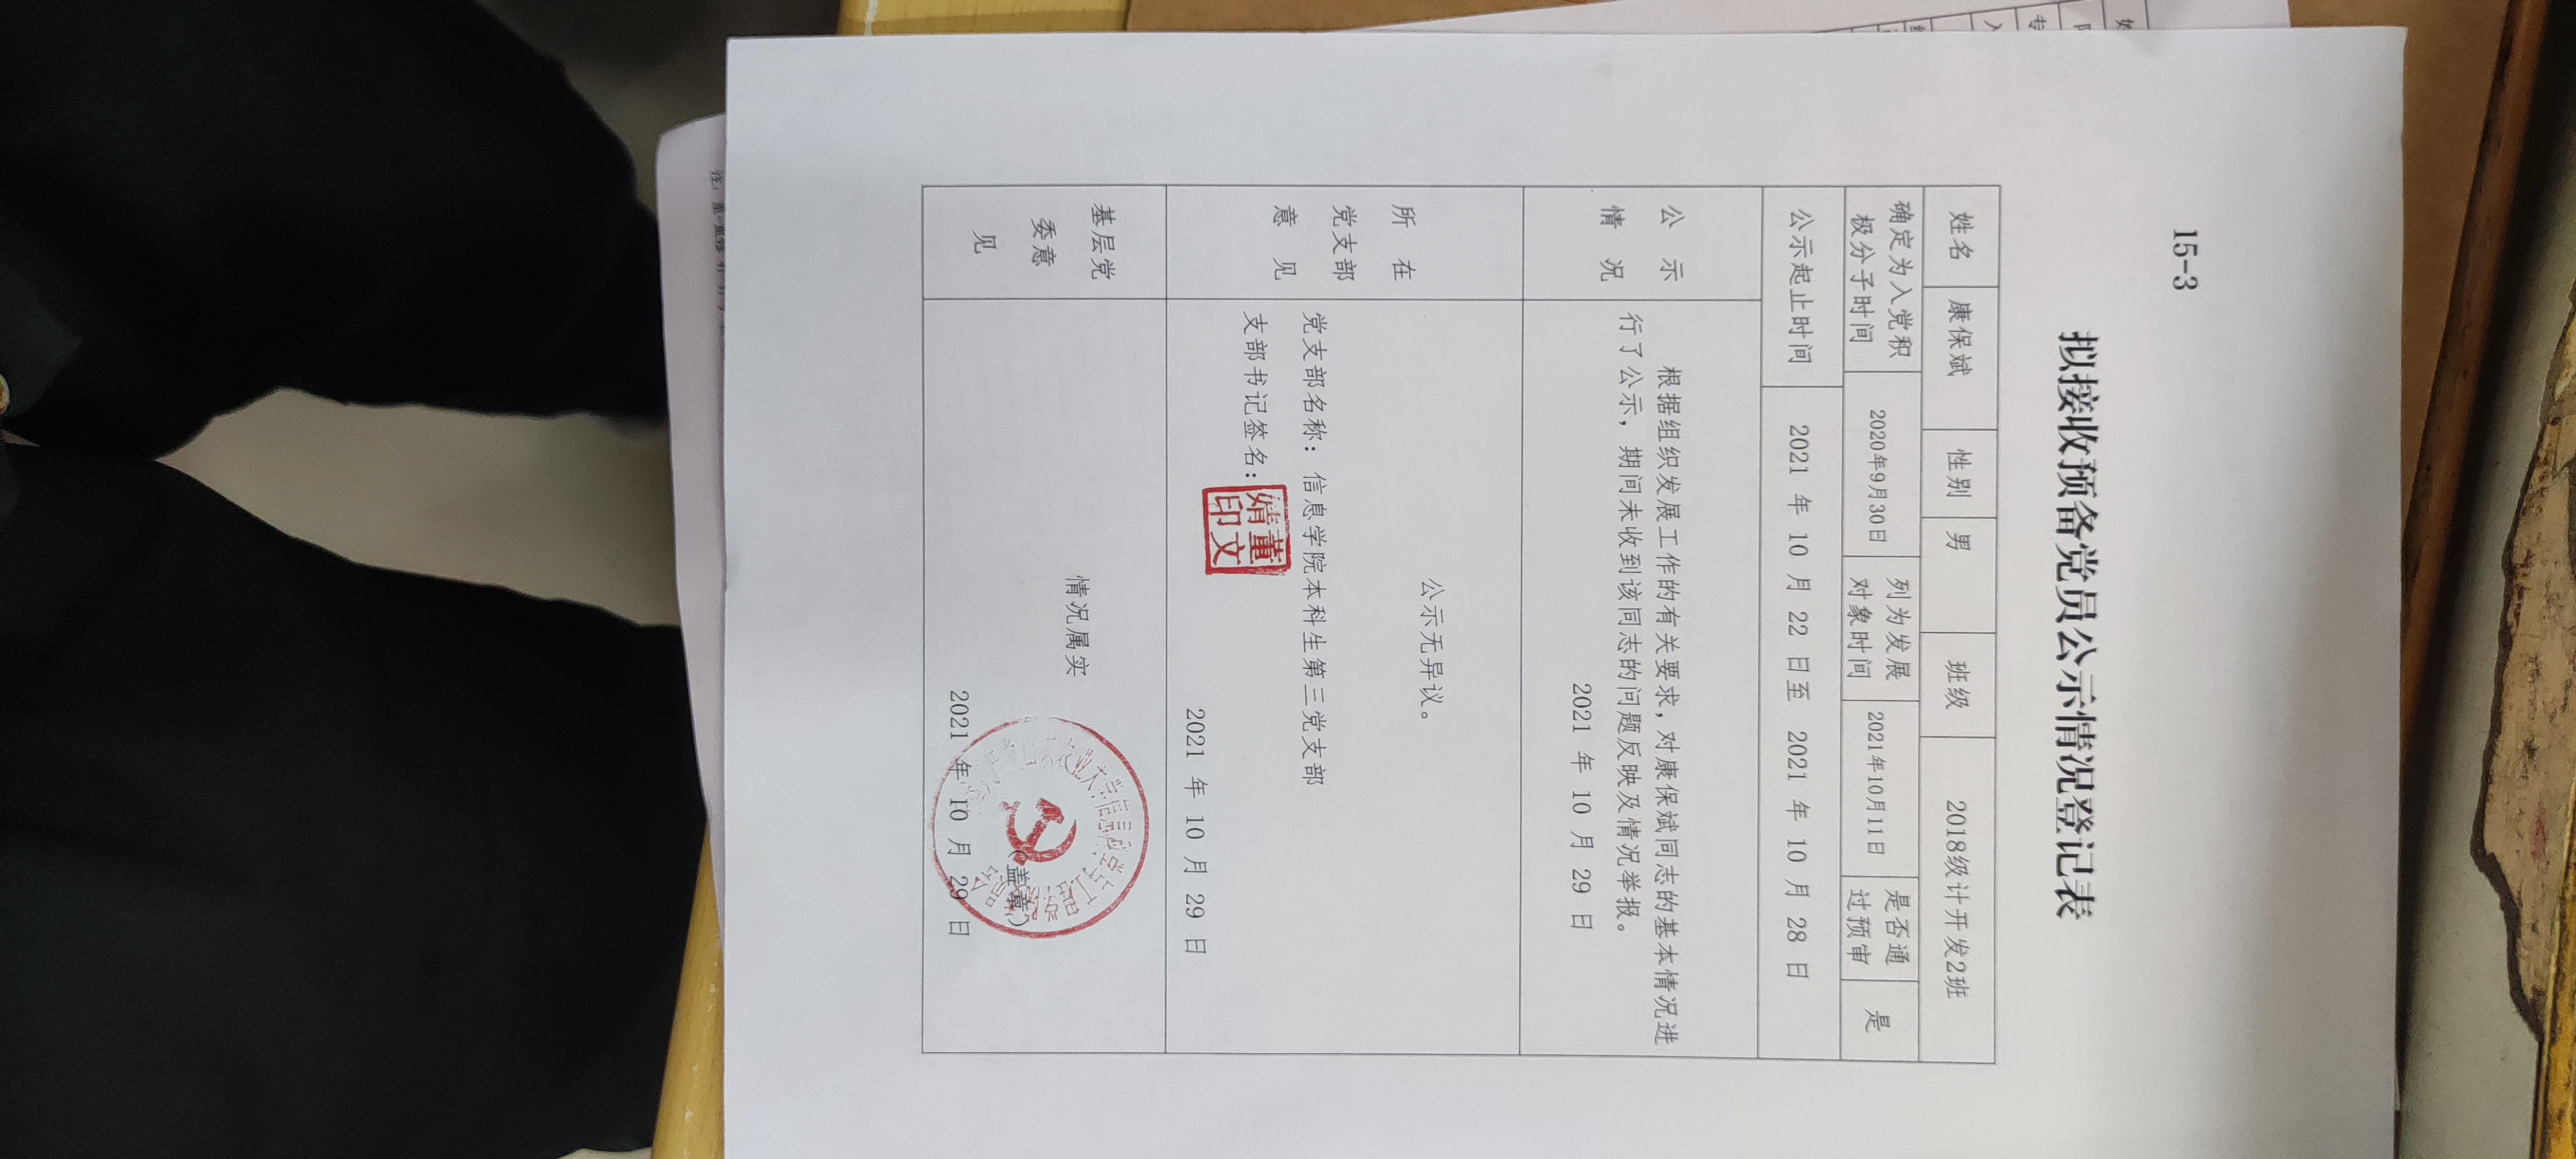 15-3
拟接收预备党员公示情况登记表
姓名 康保斌 性别 男 班级 2018级计开发2班
确定为入党积 2020年9月30日 列为发展 2021年10月11日 是否通 是
极分子时间 对象时间 过预审
公示起止时间 2021 年 10 月 22 日至 2021 年 10 月 28 日
公 示
情 况
根据组织发展工作的有关要求，对康保斌同志的基本情况进
行了公示，期间未收到该同志的问题反映及情况举报。
2021 年 10 月 29 日
所 在
党支部
意 见
公示无异议。
党支部名称：信息学院本科生第三党支部
支部书记签名：
董文婧印
2021 年 10 月 29 日
基层党
委意
见
情况属实
（盖章）
2021 年 10 月 29 日